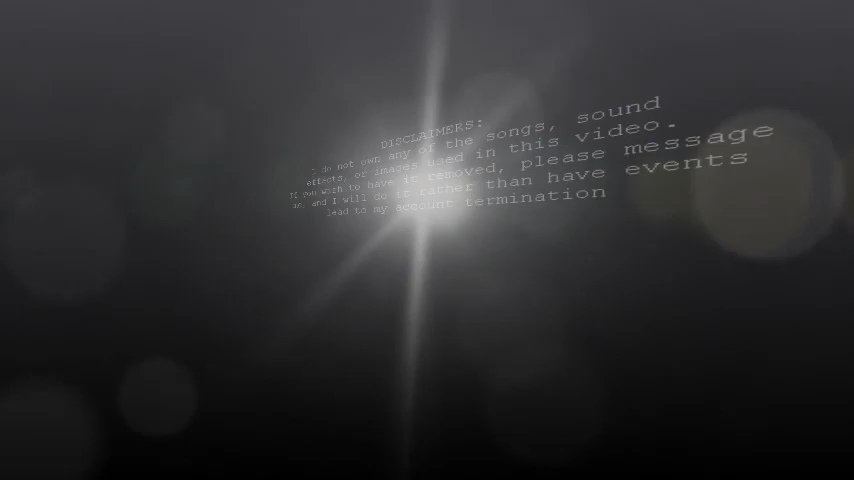 DISCLAIMERS:
I do not own any of the songs, sound
effects, or images used in this video.
If you wish to have it removed, please message
me and I will do it rather than have events
lead to my account termination